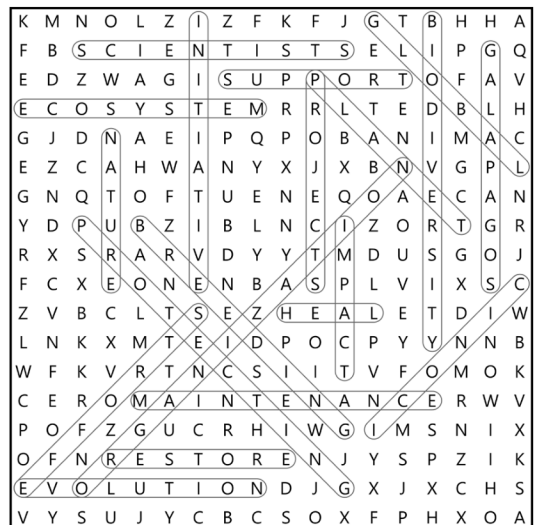 K M N O L Z I Z F K F J G T B H H A
F B S C I E N T I S T S E L I P G Q
E D Z W A G I S U P P O R T O F A V
E C O S Y S T E M R R L T E D B L H
G J D N A E I P Q P O B A N I M A C
E Z C A H W A N Y X J X B N V G P L
G N Q T O F T U E N E Q O A E C A N
Y D P U B Z I B L N C I Z O R T G R
R X S R A R V D Y Y T M D U S G O J
F C X E O N E N B A S P L V I X S C
Z V B C L T S E Z H E A L E T D I W
L N K X M T E I D P O C P Y Y N N B
W F K V R T N C S I I T V F O M O K
C E R O M A I N T E N A N C E R W V
P O F Z G U C R H I W G I M S N I X
O F N R E S T O R E N J Y S P Z I K
E V O L U T I O N D J G X J X C H S
V Y S U J Y C B C S O X F P H X O A